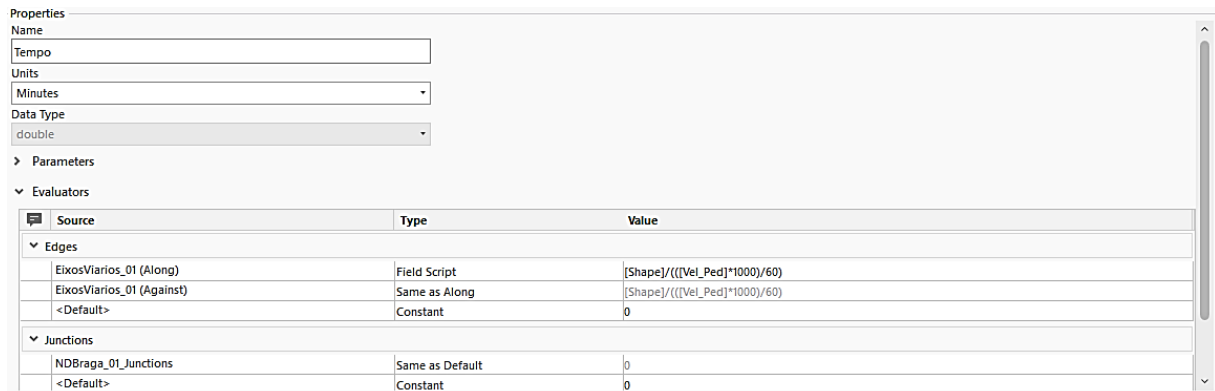 Properties
Name
Tempo
Units
Minutes
Data Type
double
Parameters
Evaluators
Source Type Value
Edges
EixosViarios_01 (Along) Field Script [Shape]/(([Vel_Ped]*1000)/60)
EixosViarios_01 (Against) Same as Along [Shape]/(([Vel_Ped]*1000)/60)
<Default> Constant 0
Junctions
NDBraga_01_Junctions Same as Default 0
<Default> Constant 0